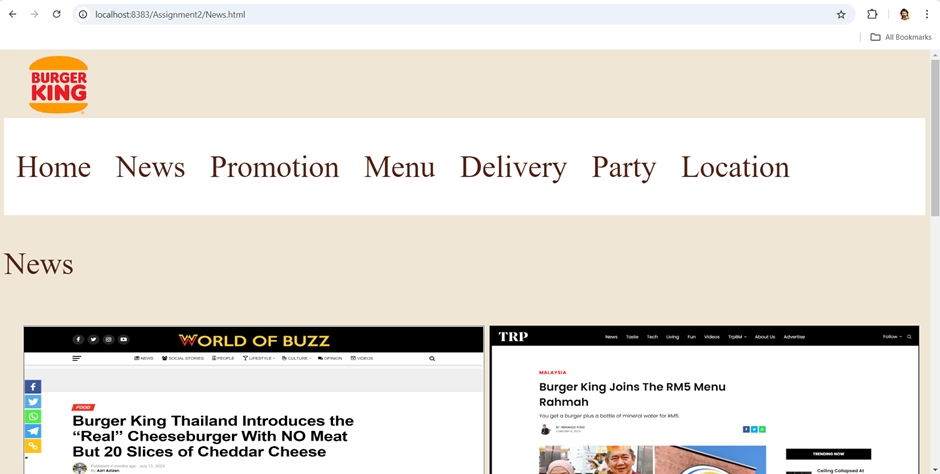 localhost:8383/Assignment2/News.html
All Bookmarks
BURGER
KING
Home News Promotion Menu Delivery Party Location
News
WORLD OF BUZZ
NEWS SOCIAL STORIES PEOPLE LIFESTYLE CULTURE OPINION VIDEOS
FOOD
Burger King Thailand Introduces the
“Real” Cheeseburger With NO Meat
But 20 Slices of Cheddar Cheese
Published 4 months ago July 13, 2023
By Aqil Azizan
TRP
News Taste Tech Living Fun Videos TrpBM About Us Advertise Follow
MALAYSIA
Burger King Joins The RM5 Menu
Rahmah
You get a burger plus a bottle of mineral water for RM5.
TRENDING NOW
Ceiling Collapsed At